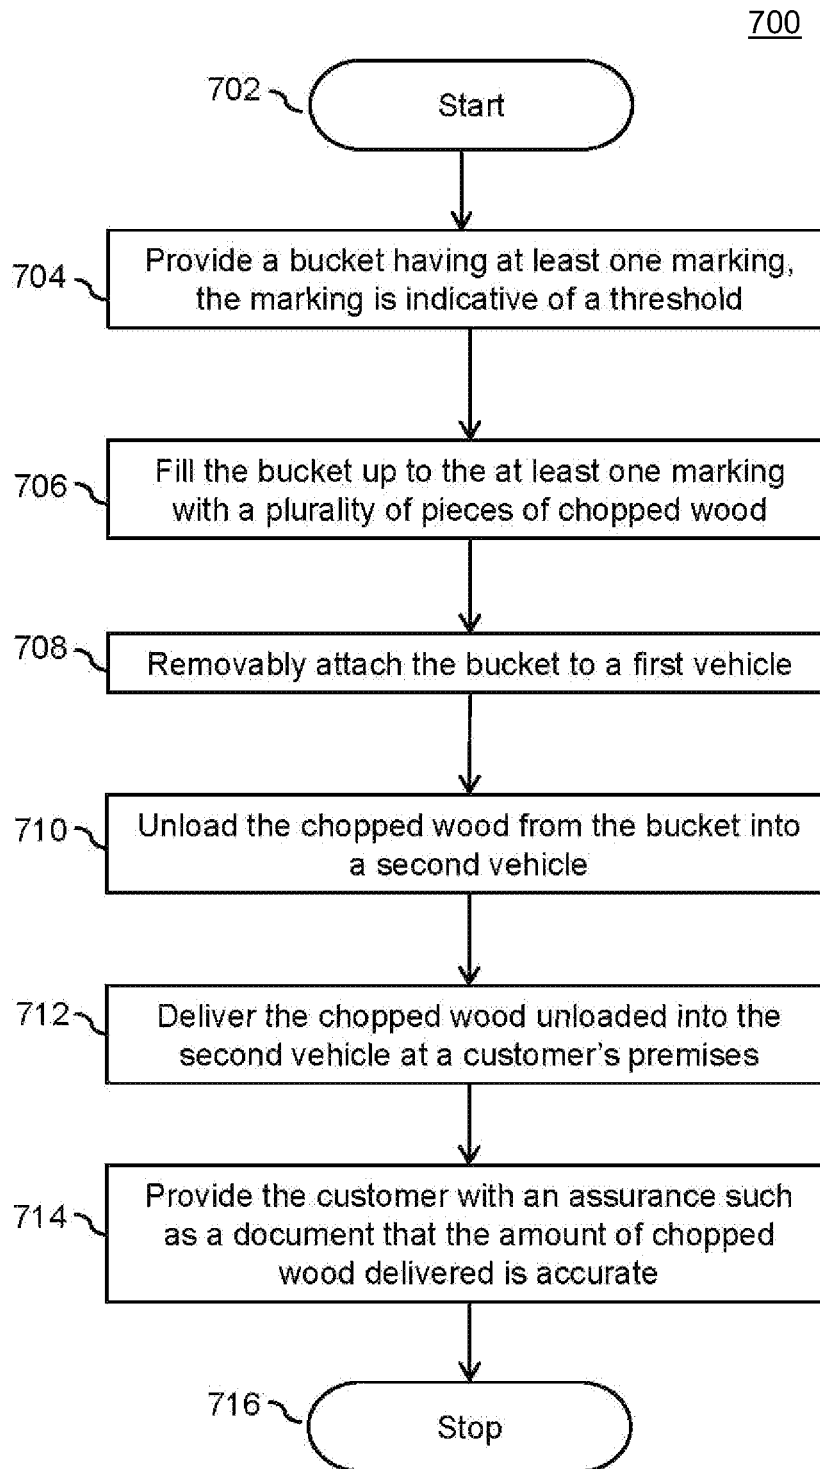 700
702
Start
704
Provide a bucket having at least one marking,
the marking is indicative of a threshold
706
Fill the bucket up to the at least one marking
with a plurality of pieces of chopped wood
708
Removably attach the bucket to a first vehicle
710
Unload the chopped wood from the bucket into
a second vehicle
712
Deliver the chopped wood unloaded into the
second vehicle at a customer's premises
714
Provide the customer with an assurance such
as a document that the amount of chopped
wood delivered is accurate
716
Stop